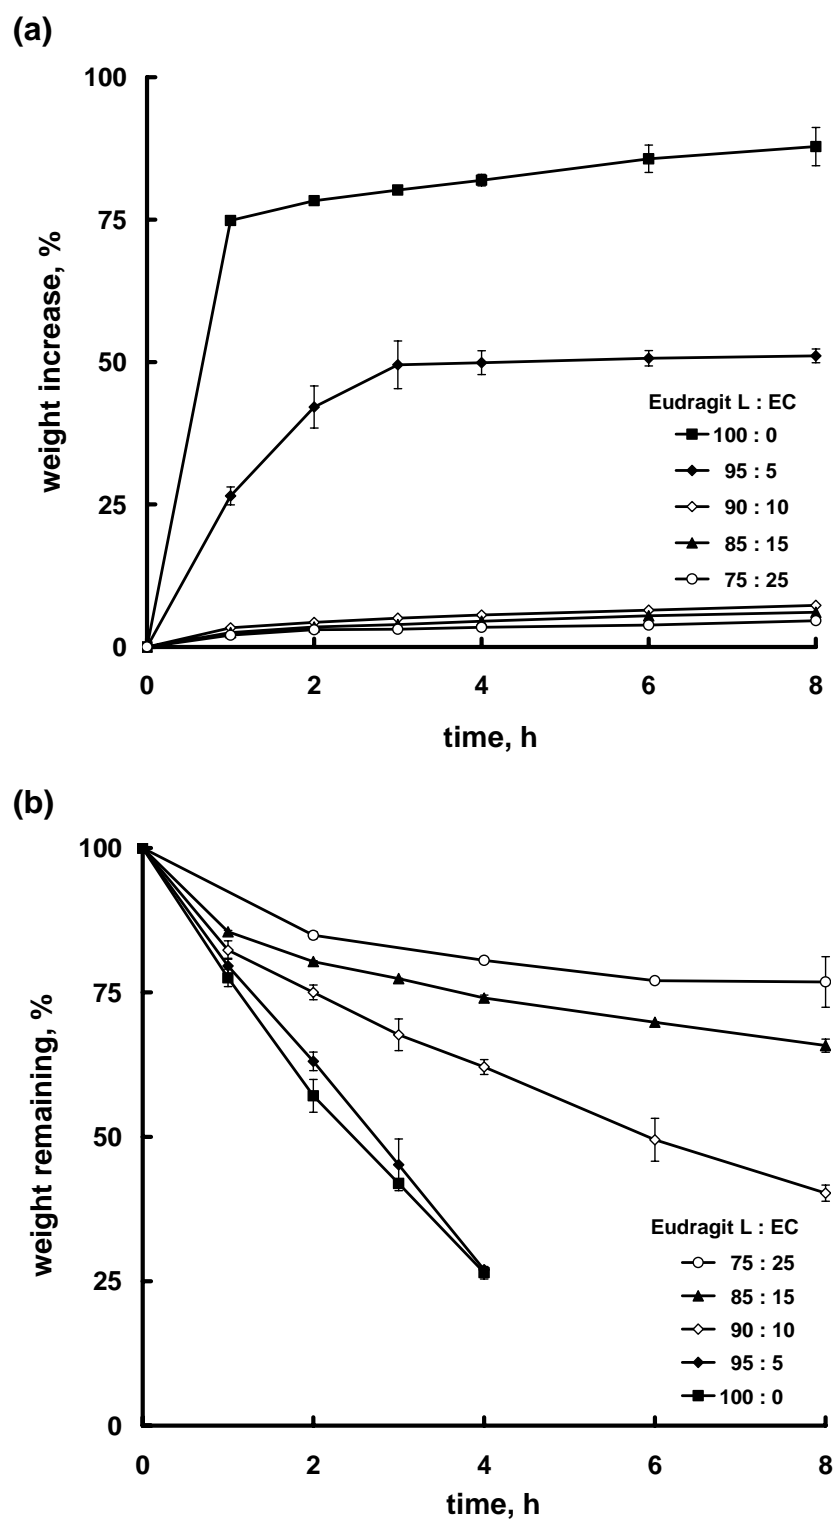 (a)
100
75
50
25
0
weight increase, %
Eudragit L : EC
100 : 0
95 : 5
90 : 10
85 : 15
75 : 25
0 2 4 6 8
time, h
(b)
100
75
50
25
0
weight remaining, %
Eudragit L : EC
75 : 25
85 : 15
90 : 10
95 : 5
100 : 0
0 2 4 6 8
time, h